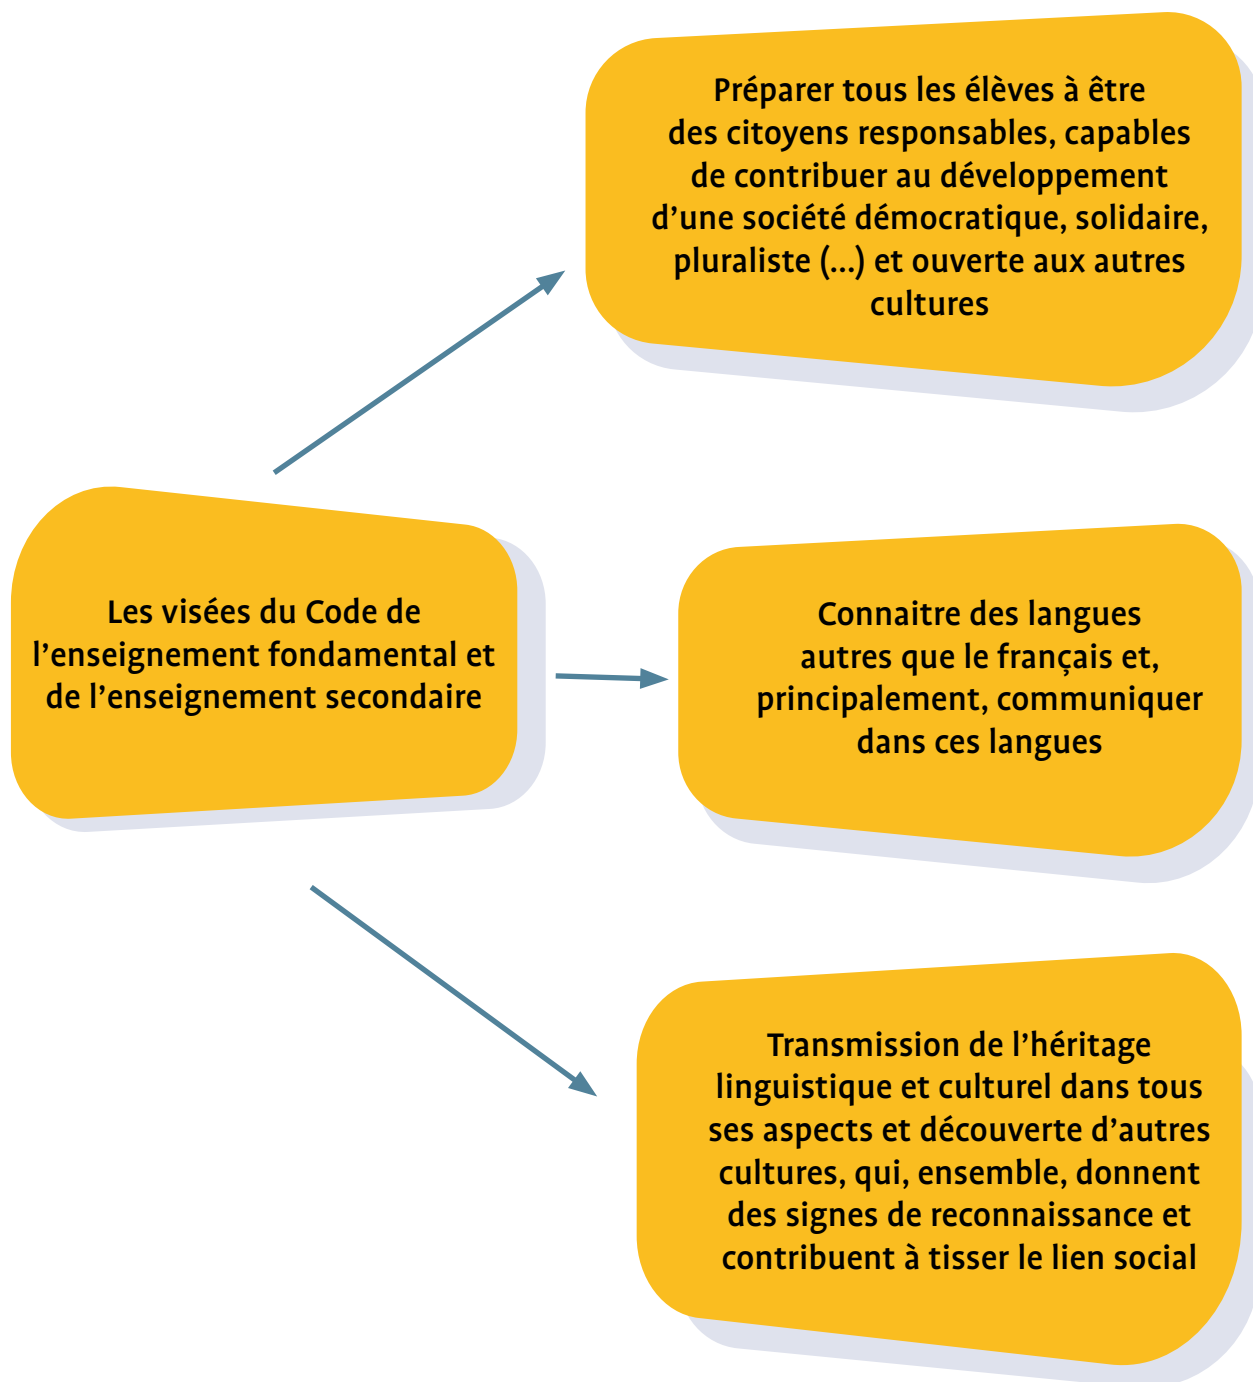 Préparer tous les élèves à être
des citoyens responsables, capables
de contribuer au développement
d’une société démocratique, solidaire,
pluraliste (...) et ouverte aux autres
cultures
Les visées du Code de
l’enseignement fondamental et
de l’enseignement secondaire
Connaitre des langues
autres que le français et,
principalement, communiquer
dans ces langues
Transmission de l’héritage
linguistique et culturel dans tous
ses aspects et découverte d’autres
cultures, qui, ensemble, donnent
des signes de reconnaissance et
contribuent à tisser le lien social